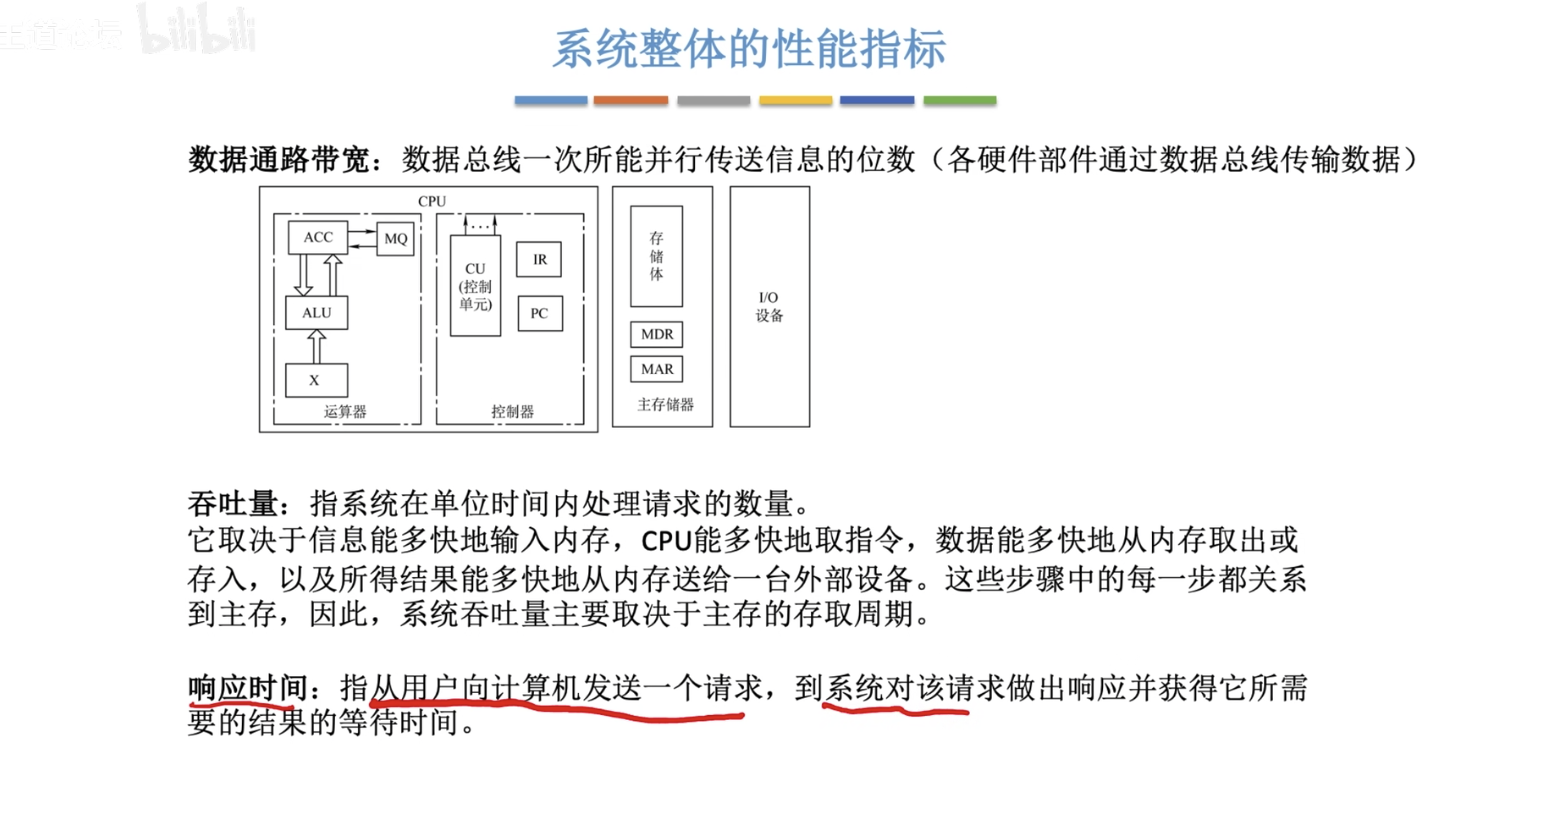 bilibili
系统整体的性能指标
数据通路带宽：数据总线一次所能并行传送信息的位数（各硬件部件通过数据总线传输数据）
CPU
ACC
MQ
ALU
X
运算器
CU
(控制
单元)
IR
PC
控制器
存
储
体
MDR
MAR
主存储器
I/O
设备
吞吐量：指系统在单位时间内处理请求的数量。
它取决于信息能多快地输入内存，CPU能多快地取指令，数据能多快地从内存取出或
存入，以及所得结果能多快地从内存送给一台外部设备。这些步骤中的每一步都关系
到主存，因此，系统吞吐量主要取决于主存的存取周期。
响应时间：指从用户向计算机发送一个请求，到系统对该请求做出响应并获得它所需
要的结果的等待时间。